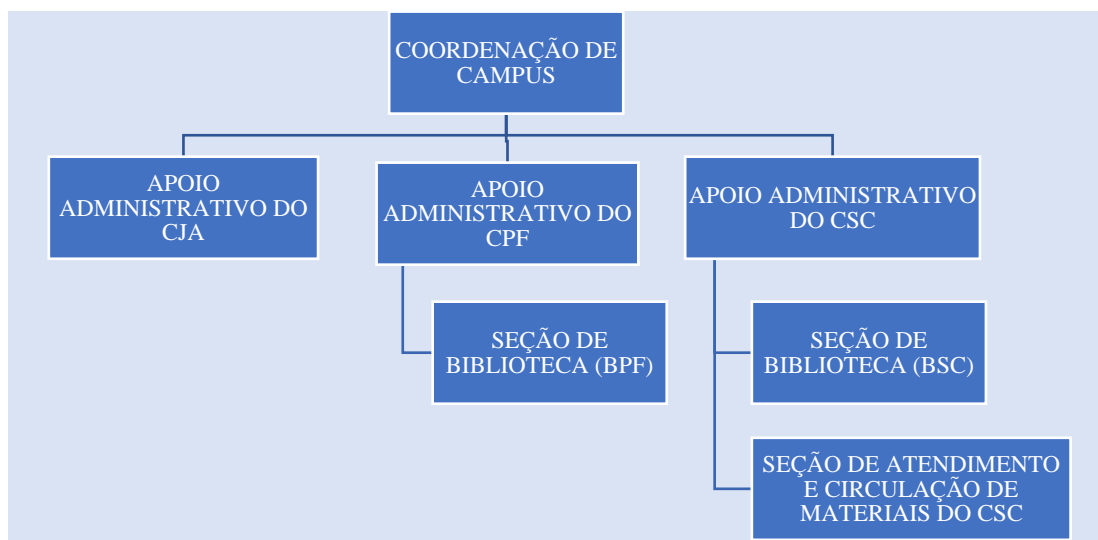 COORDENAÇÃO DE
CAMPUS
APOIO
ADMINISTRATIVO DO
CJA
APOIO
ADMINISTRATIVO DO
CPF
APOIO ADMINISTRATIVO
DO CSC
SEÇÃO DE
BIBLIOTECA (BPF)
SEÇÃO DE
BIBLIOTECA (BSC)
SEÇÃO DE ATENDIMENTO
E CIRCULAÇÃO DE
MATERIAIS DO CSC